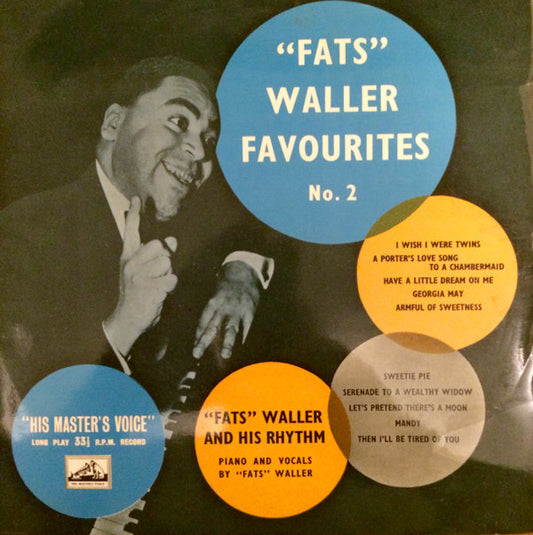 "FATS"
WALLER
FAVOURITES
No. 2
I WISH I WERE TWINS
A PORTER'S LOVE SONG
TO A CHAMBERMAID
HAVE A LITTLE DREAM ON ME
GEORGIA MAY
ARMFUL OF SWEETNESS
SWEETIE PIE
SERENADE TO A WEALTHY WIDOW
LET'S PRETEND THERE'S A MOON
MANDY
THEN I'LL BE TIRED OF YOU
"FATS" WALLER
AND HIS RHYTHM
PIANO AND VOCALS
BY "FATS" WALLER
"HIS MASTER'S VOICE"
LONG PLAY 33⅓ R.P.M. RECORD
"HIS MASTER'S VOICE"